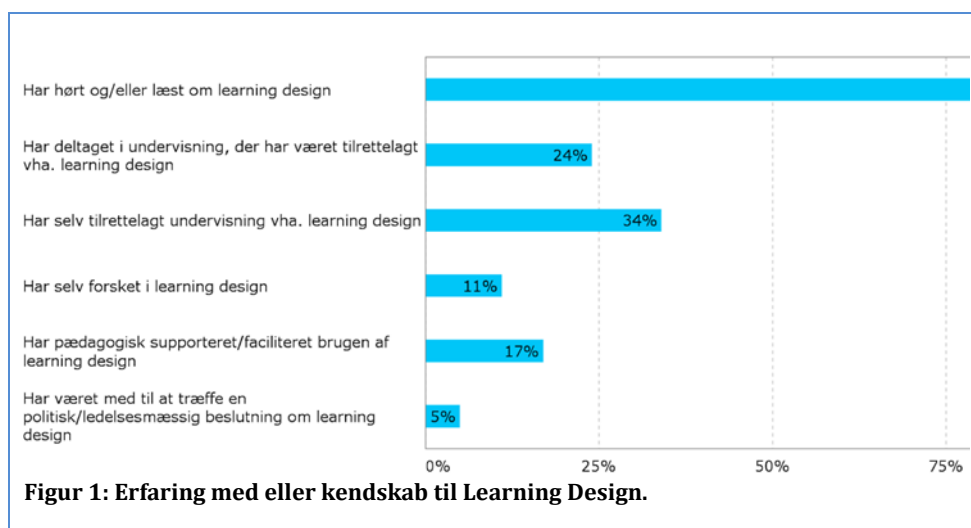 Har hørt og/eller læst om learning design
Har deltaget i undervisning, der har været tilrettelagt
vha. learning design
24%
Har selv tilrettelagt undervisning vha. learning design
34%
Har selv forsket i learning design
11%
Har pædagogisk supporteret/faciliteret brugen af
learning design
17%
Har været med til at træffe en
politisk/ledelsesmæssig beslutning om learning
design
5%
0% 25% 50% 75%
Figur 1: Erfaring med eller kendskab til Learning Design.